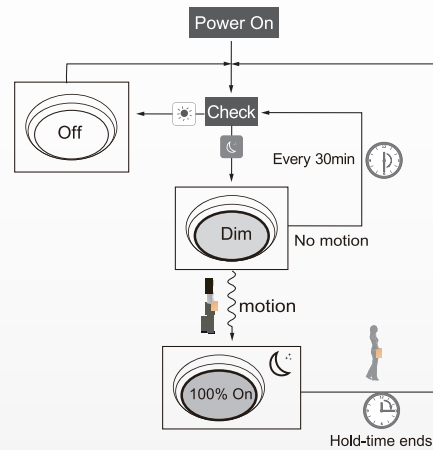 Power On
Check
Off
Every 30min
Dim
No motion
motion
100% On
Hold-time ends